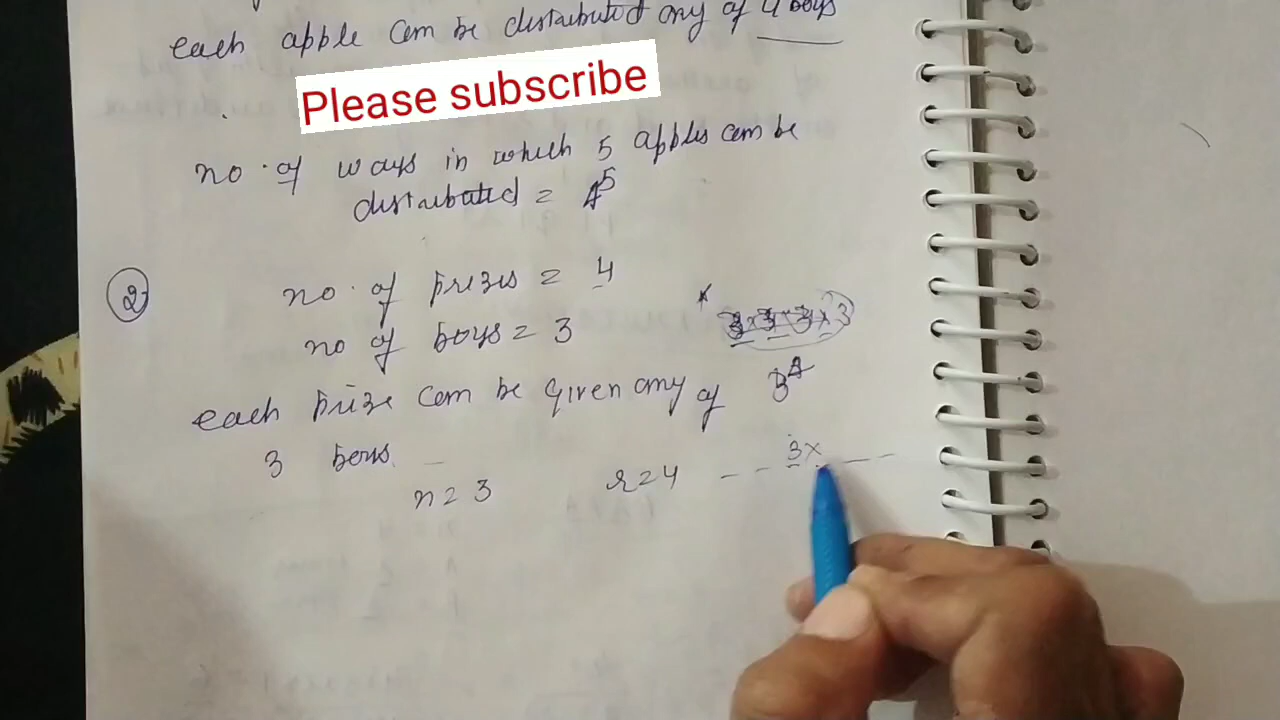 each apple can be distributed any of 4 boys
Please subscribe
no. of ways in which 5 apples can be
distributed = 4^5
2
no. of prizes = 4
no of boys = 3
3×3×3×3
each prize can be given any of 3^4
3 boys.
n = 3 r = 4 3×